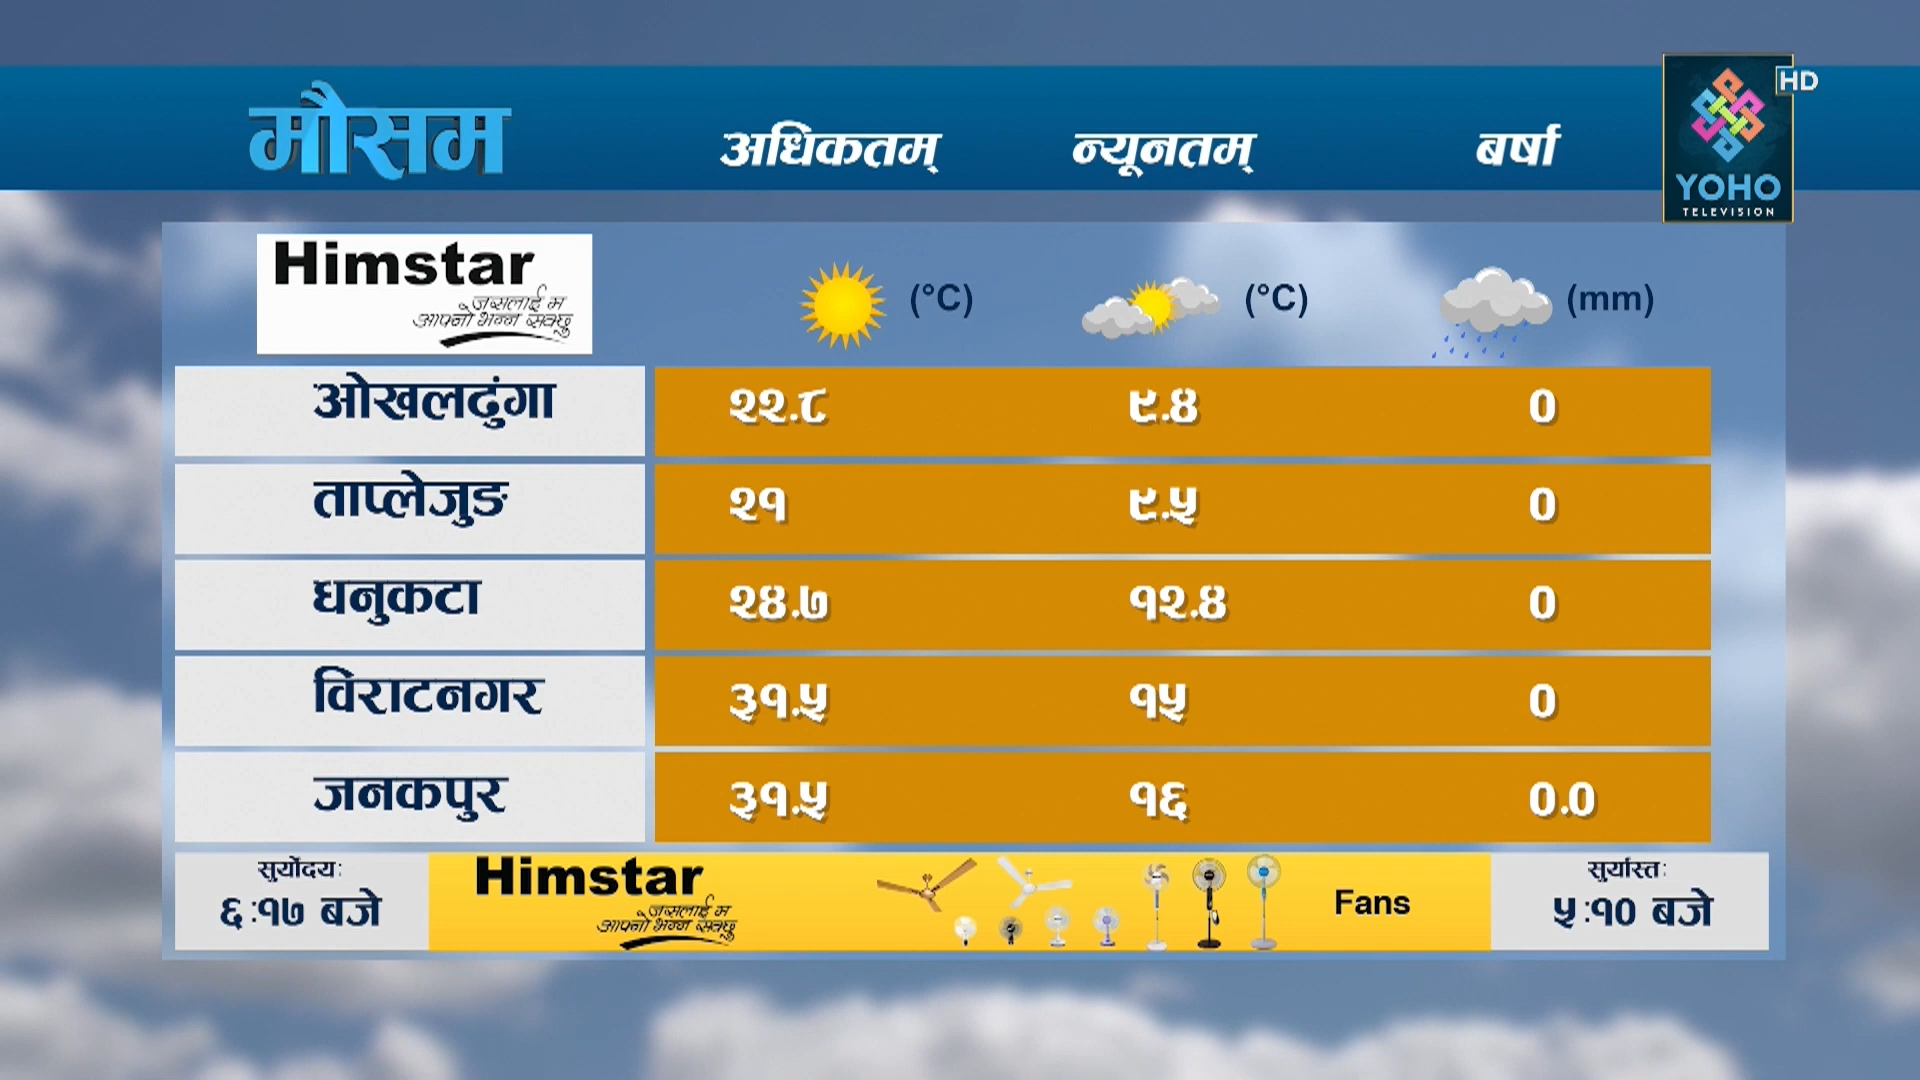 मौसम अधिकतम् न्यूनतम् बर्षा
HD
YOHO
TELEVISION
Himstar
जसलाई म
आफ्नो भन्न सक्छु
(°C) (°C) (mm)
ओखलढुंगा २२.८ ९.४ 0
ताप्लेजुङ २१ ९.५ 0
धनुकटा २४.७ १२.४ 0
विराटनगर ३१.५ १५ 0
जनकपुर ३१.५ १६ 0.0
सुर्योदय:
६:१७ बजे
Himstar
जसलाई म
आफ्नो भन्न सक्छु
Fans
सुर्यास्त:
५:१0 बजे